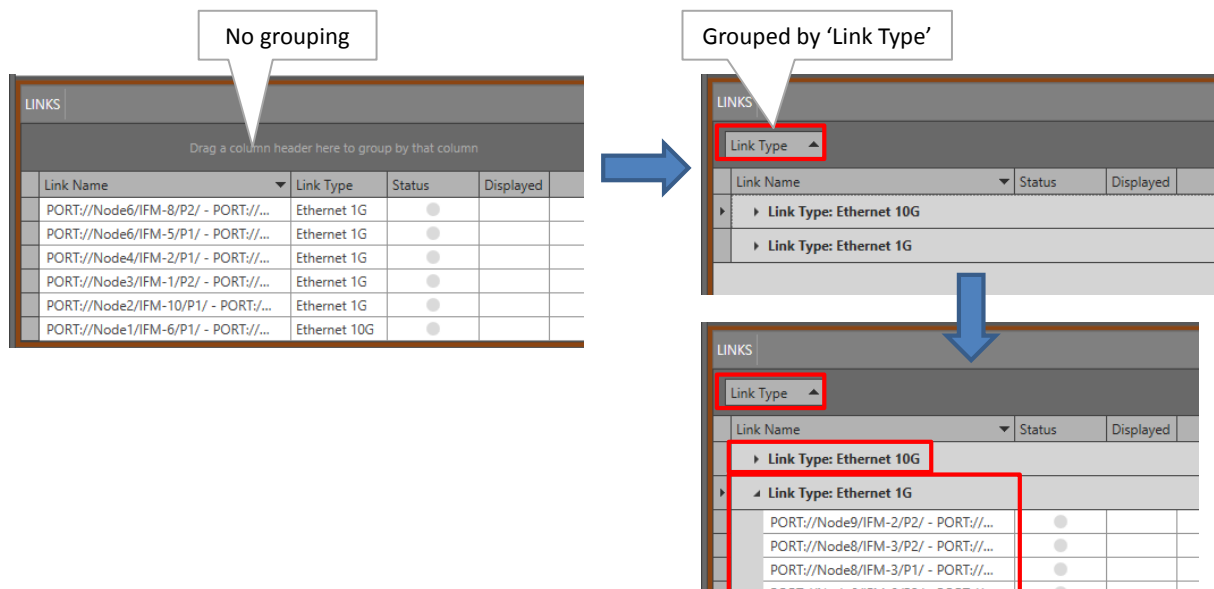 No grouping
LINKS
Drag a column header here to group by that column
Link Name Link Type Status Displayed
PORT://Node6/IFM-8/P2/ - PORT://... Ethernet 1G
PORT://Node6/IFM-5/P1/ - PORT://... Ethernet 1G
PORT://Node4/IFM-2/P1/ - PORT://... Ethernet 1G
PORT://Node3/IFM-1/P2/ - PORT://... Ethernet 1G
PORT://Node2/IFM-10/P1/ - PORT:/... Ethernet 1G
PORT://Node1/IFM-6/P1/ - PORT://... Ethernet 10G
Grouped by ‘Link Type’
LINKS
Link Type
Link Name Status Displayed
Link Type: Ethernet 10G
Link Type: Ethernet 1G
LINKS
Link Type
Link Name Status Displayed
Link Type: Ethernet 10G
Link Type: Ethernet 1G
PORT://Node9/IFM-2/P2/ - PORT://...
PORT://Node8/IFM-3/P2/ - PORT://...
PORT://Node8/IFM-3/P1/ - PORT://...